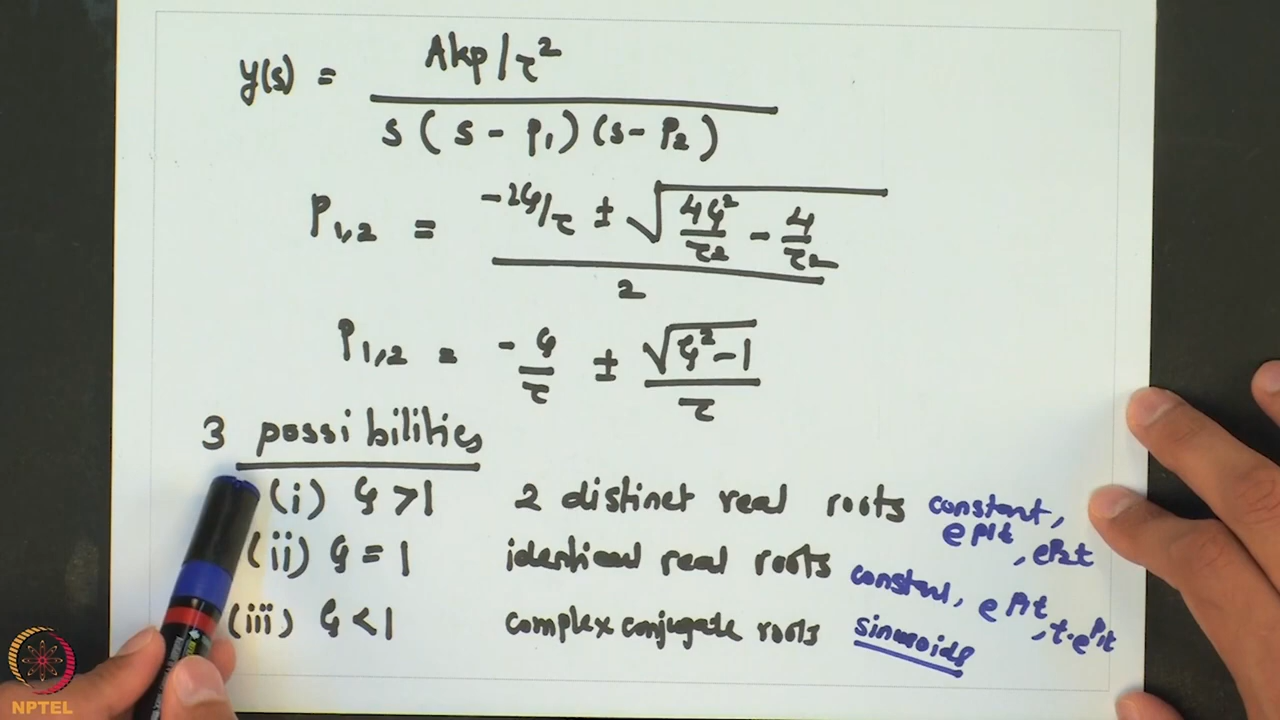 y(s) = Akp/τ²
s(s - p₁)(s - p₂)
P₁,₂ = -2ζ/τ ± √(4ζ²/τ² - 4/τ²)
2
P₁,₂ = -ζ/τ ± √(ζ² - 1)/τ
3 possibilities
(i) ζ > 1 2 distinct real roots constant, e^p₁t, e^p₂t
(ii) ζ = 1 identical real roots constant, e^p₁t, t·e^p₁t
(iii) ζ < 1 complex conjugate roots sinusoids
NPTEL